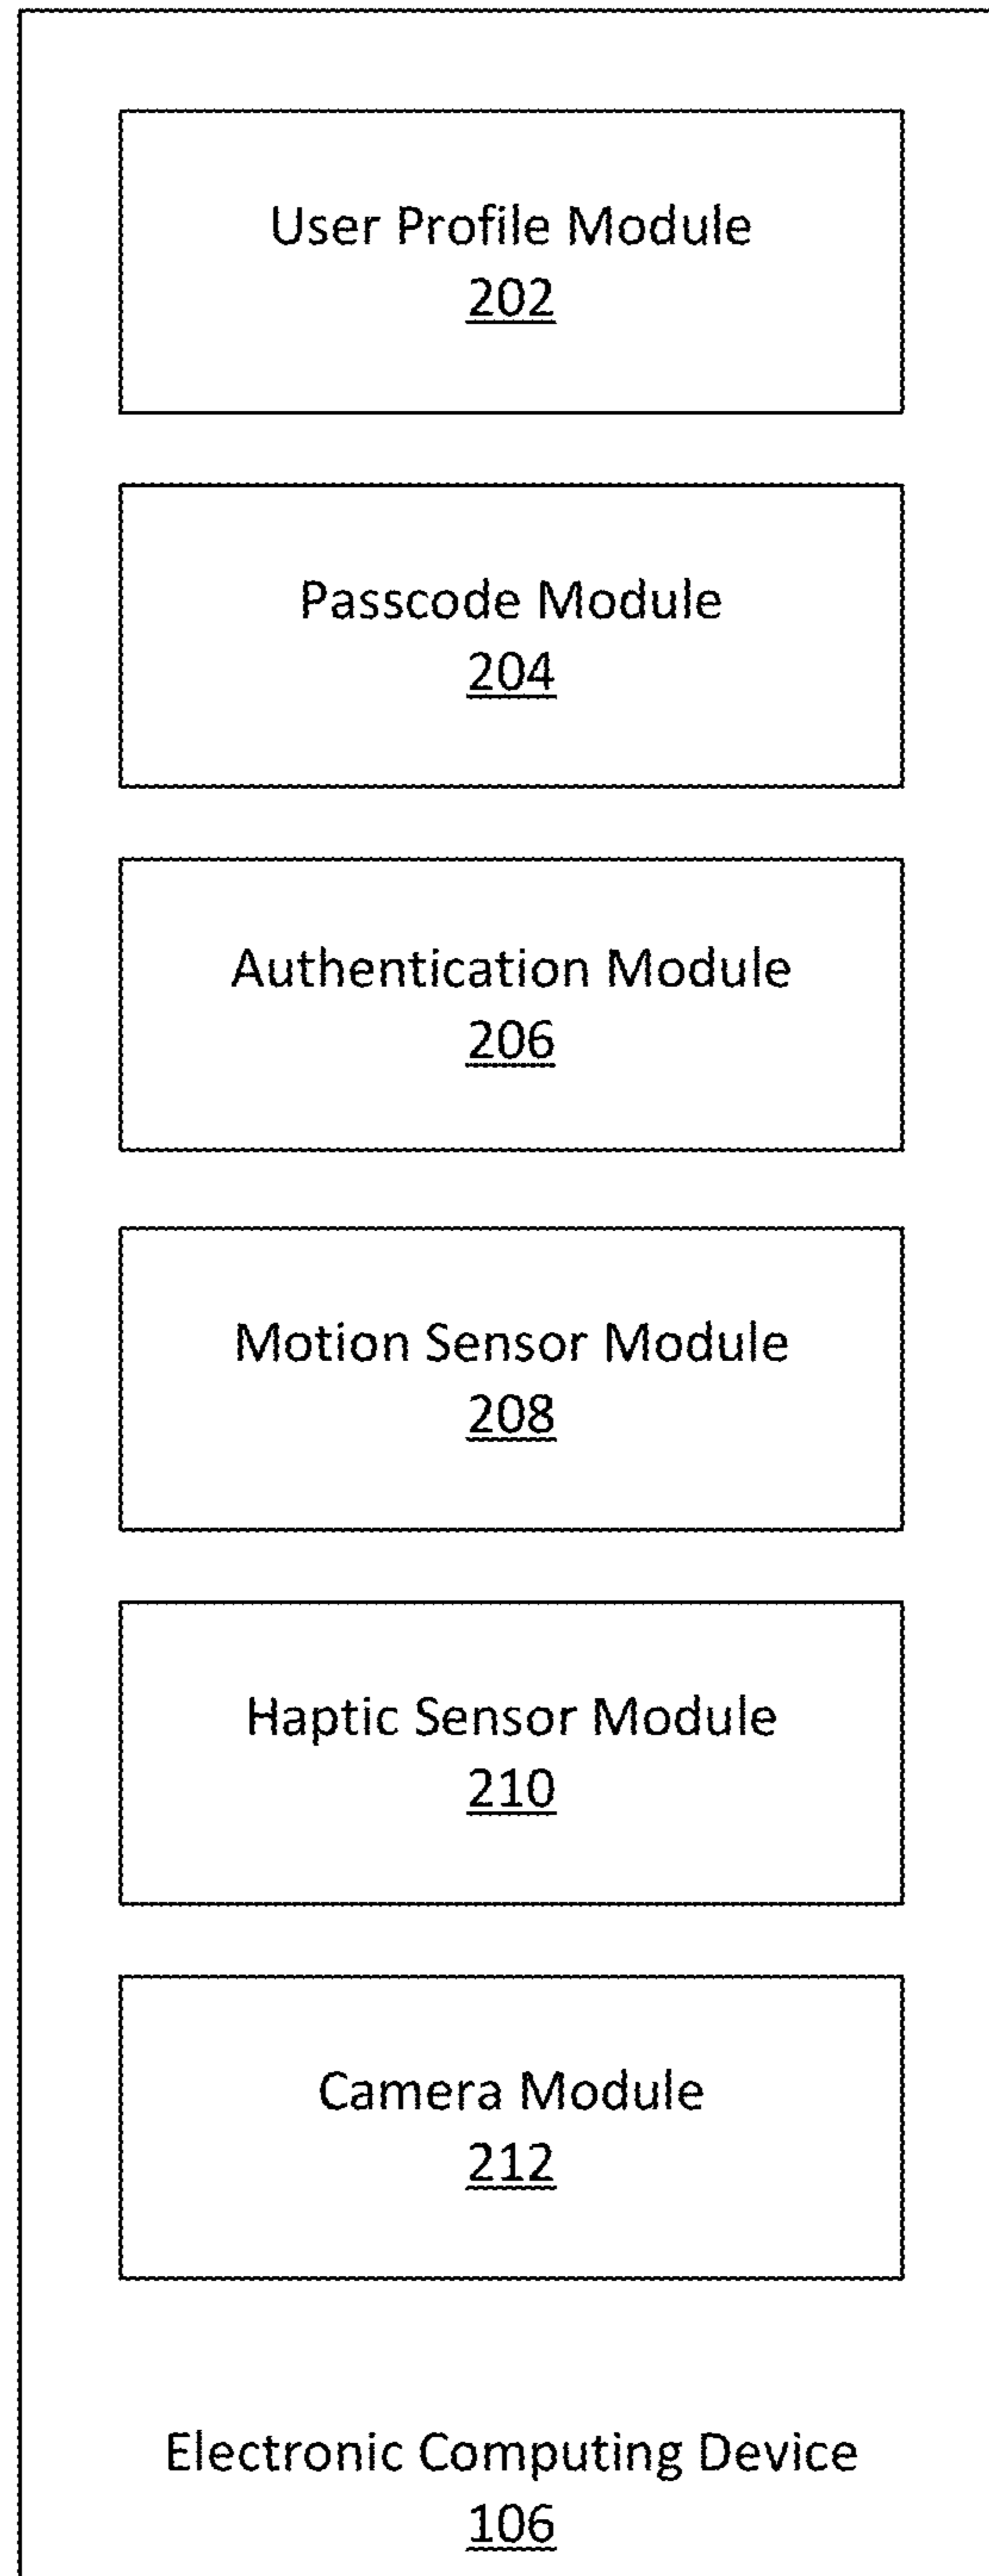 User Profile Module
202
Passcode Module
204
Authentication Module
206
Motion Sensor Module
208
Haptic Sensor Module
210
Camera Module
212
Electronic Computing Device
106